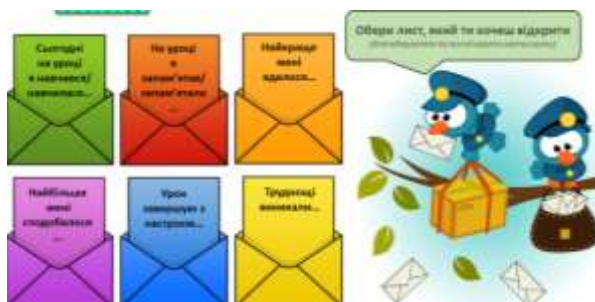 Сьогодні
на уроці
я навчився/
навчилася...
На уроці
я
запам'ятав/
запам'ятала
...
Найкраще
мені
вдалося...
Обери лист, який ти хочеш відкрити
Найбільше
мені
сподобалося
...
Урок
завершую з
настроєм...
Труднощі
виникали...